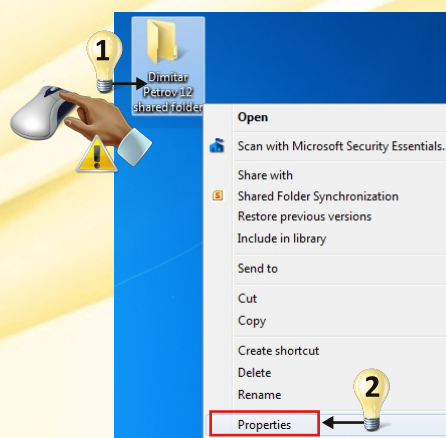 1
Dimitar
Petrov 12
shared folder
Open
Scan with Microsoft Security Essentials..
Share with
Shared Folder Synchronization
Restore previous versions
Include in library
Send to
Cut
Copy
Create shortcut
Delete
Rename
2
Properties